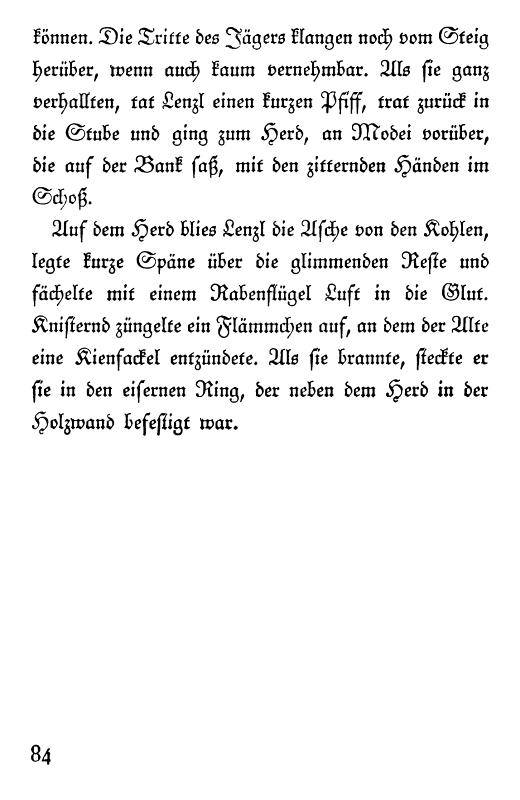 können. Die Tritte des Jägers klangen noch vom Steig
herüber, wenn auch kaum vernehmbar. Als sie ganz
verhallten, tat Lenzl einen kurzen Pfiff, trat zurück in
die Stube und ging zum Herd, an Modei vorüber,
die auf der Bank saß, mit den zitternden Händen im
Schoß.
Auf dem Herd blies Lenzl die Asche von den Kohlen,
legte kurze Späne über die glimmenden Reste und
fächelte mit einem Rabenflügel Luft in die Glut.
Knisternd züngelte ein Flämmchen auf, an dem der Alte
eine Kienfackel entzündete. Als sie brannte, steckte er
sie in den eisernen Ring, der neben dem Herd in der
Holzwand befestigt war.
84